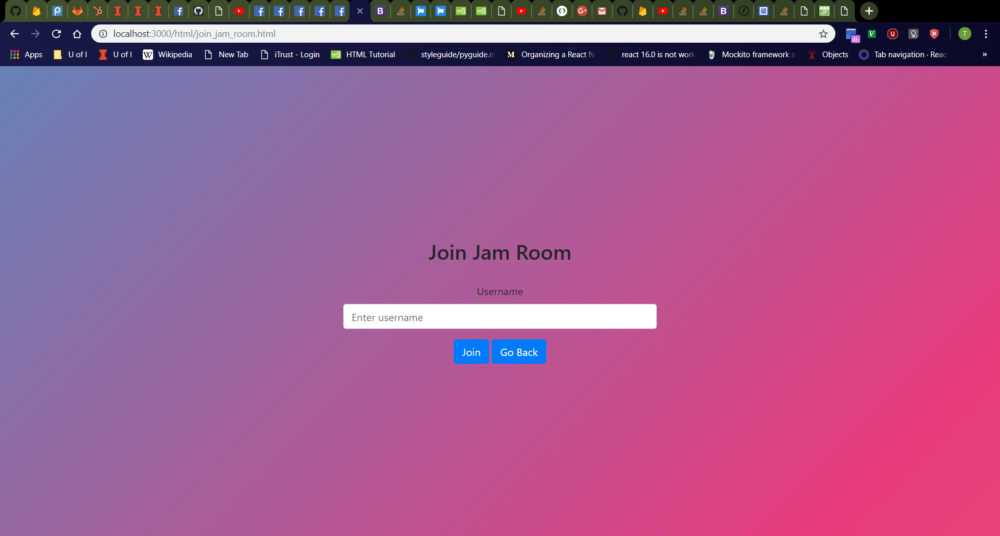 localhost:3000/html/join_jam_room.html
4h
T
Apps U of I U of I Wikipedia New Tab iTrust - Login HTML Tutorial styleguide/pyguide.m Organizing a React N react 16.0 is not work Mockito framework si Objects Tab navigation · Reac »
Join Jam Room
Username
Enter username
Join Go Back